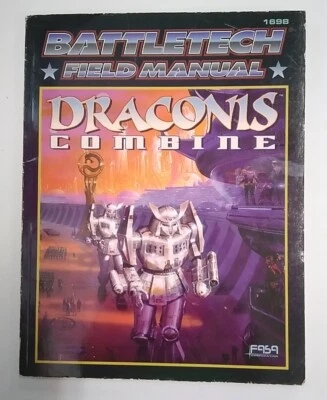 1698
BATTLETECH
FIELD MANUAL
DRACONIS
COMBINE
FASA